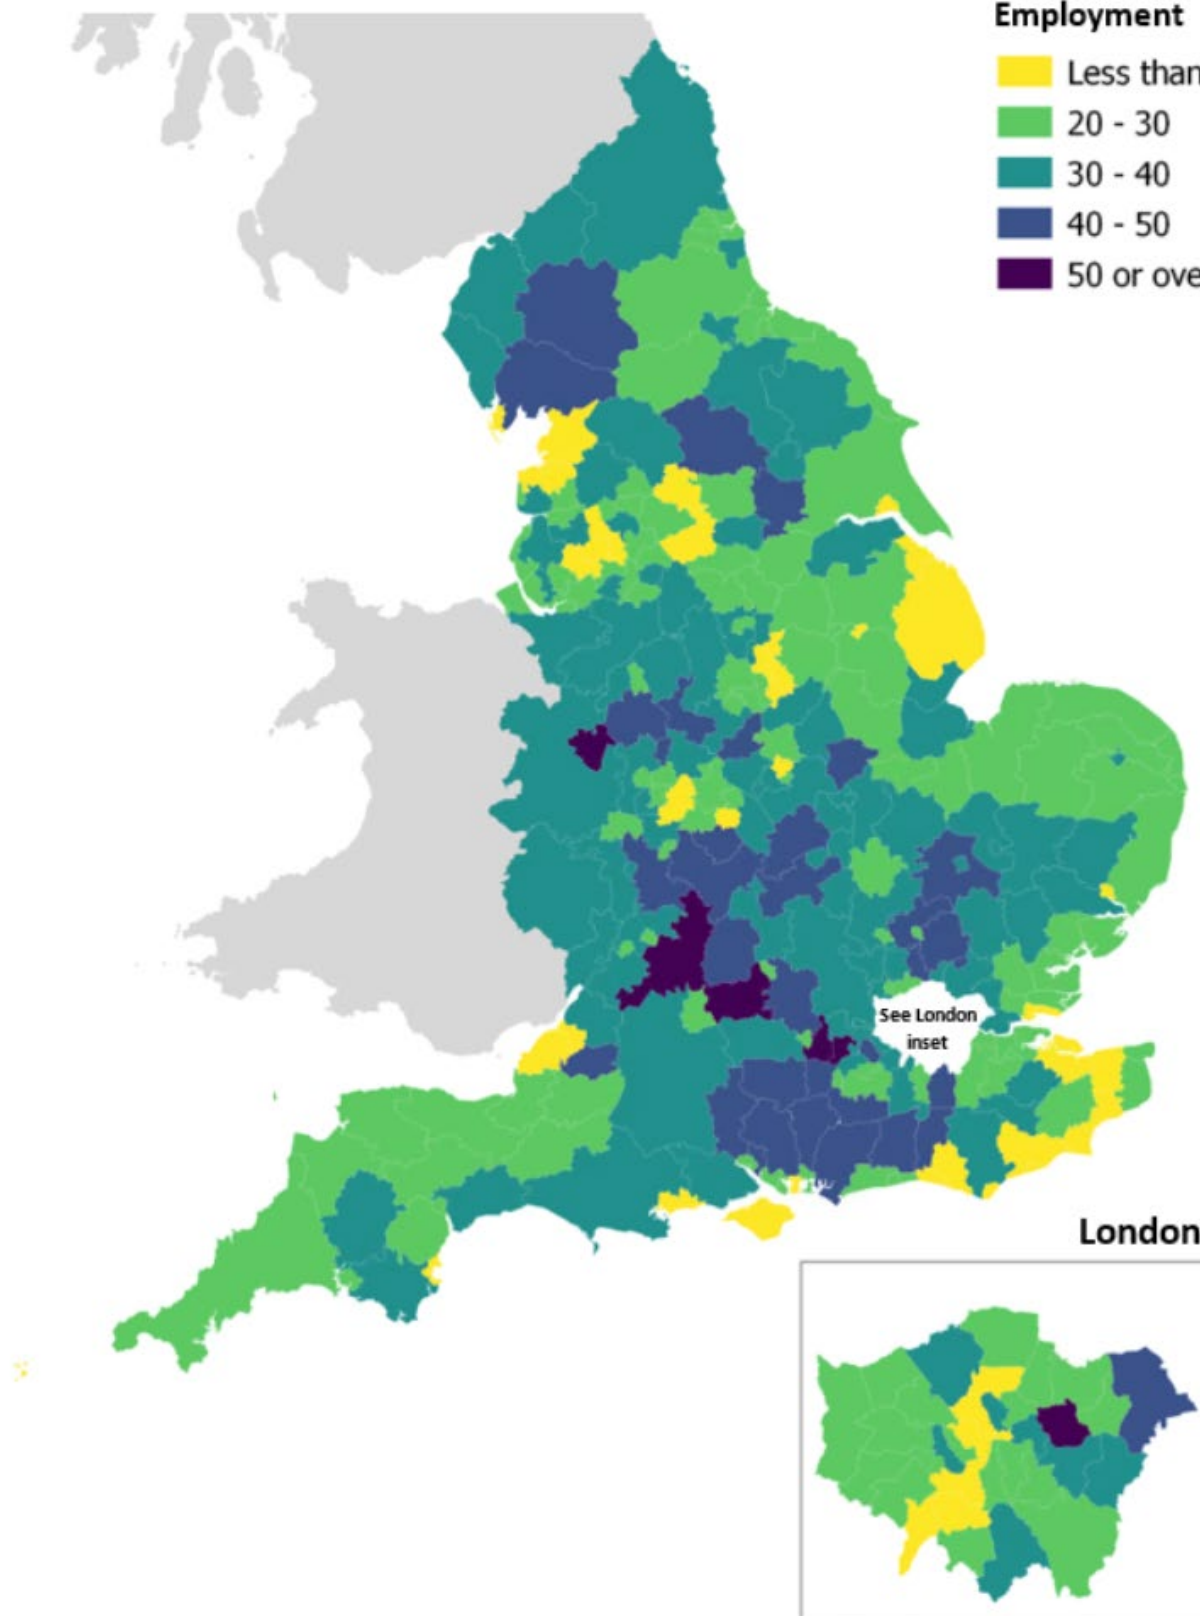 Employment
Less than
20 - 30
30 - 40
40 - 50
50 or ove
See London
inset
London